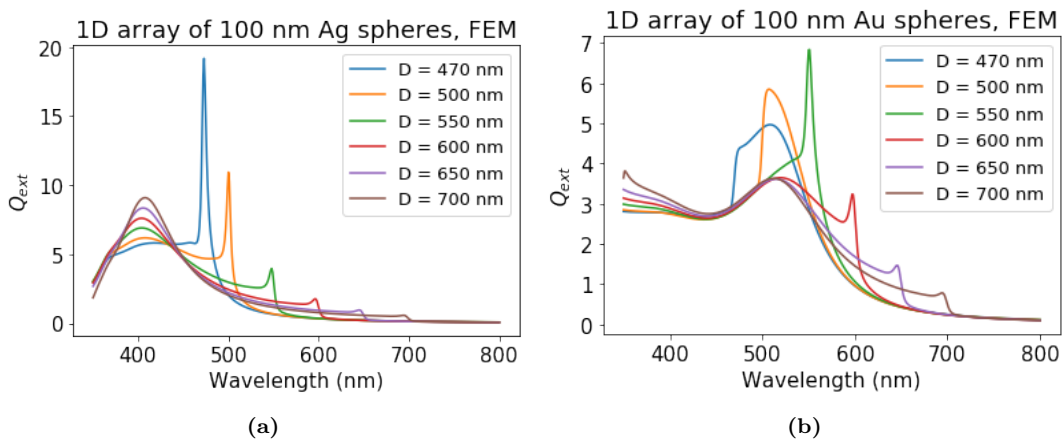 1D array of 100 nm Ag spheres, FEM
20
15
10
5
0
Q_ext
D = 470 nm
D = 500 nm
D = 550 nm
D = 600 nm
D = 650 nm
D = 700 nm
400 500 600 700 800
Wavelength (nm)
(a)
1D array of 100 nm Au spheres, FEM
7
6
5
4
3
2
1
0
Q_ext
D = 470 nm
D = 500 nm
D = 550 nm
D = 600 nm
D = 650 nm
D = 700 nm
400 500 600 700 800
Wavelength (nm)
(b)